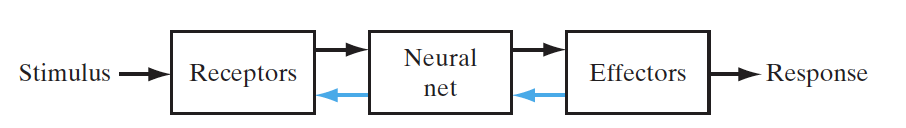 Stimulus
Receptors
Neural
net
Effectors
Response